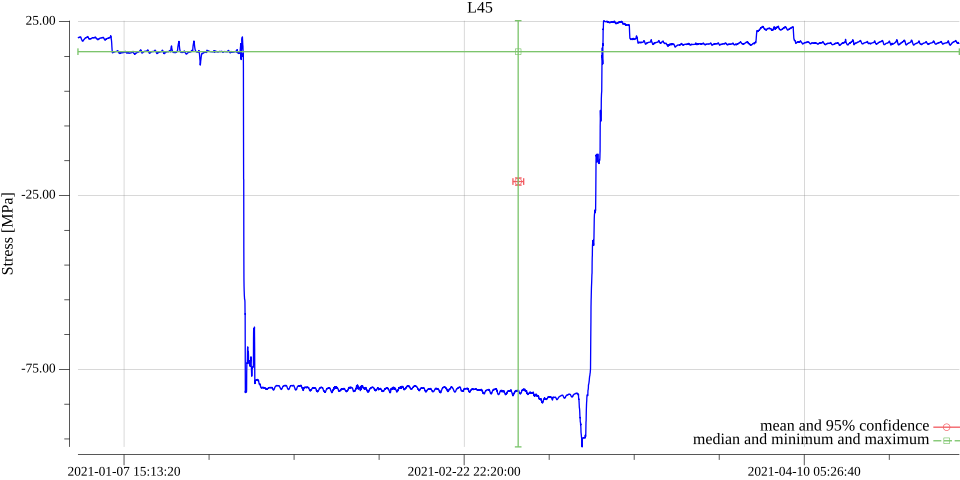 L45
25.00
-25.00
-75.00
Stress [MPa]
mean and 95% confidence
median and minimum and maximum
2021-01-07 15:13:20
2021-02-22 22:20:00
2021-04-10 05:26:40